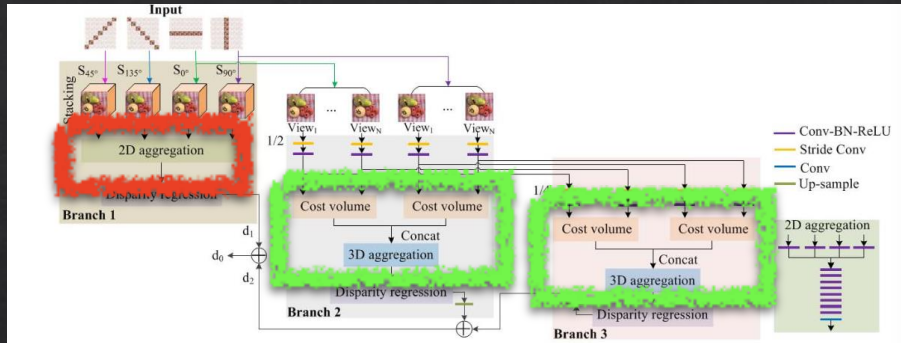 Input
S45° S135° S0° S90°
Stacking
2D aggregation
Disparity regression
Branch 1
d1
d0
d2
... ...
View1 ViewN View1 ViewN
1/2
Cost volume Cost volume
Concat
3D aggregation
Disparity regression
Branch 2
1/4
Cost volume Cost volume
Concat
3D aggregation
Disparity regression
Branch 3
Conv-BN-ReLU
Stride Conv
Conv
Up-sample
2D aggregation